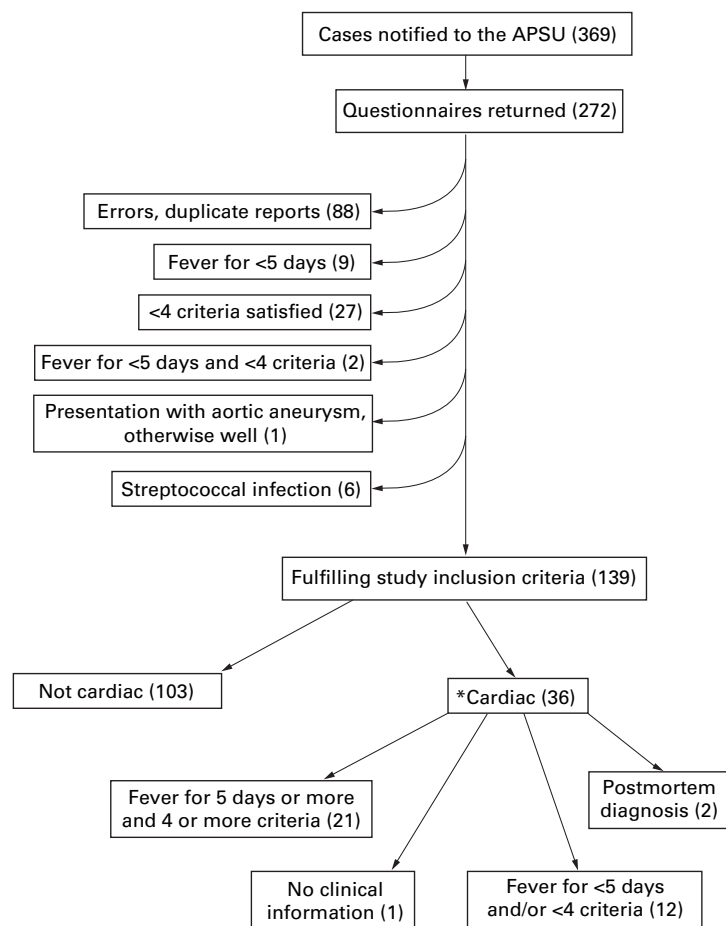 Cases notified to the APSU (369)
Questionnaires returned (272)
Errors, duplicate reports (88)
Fever for <5 days (9)
<4 criteria satisfied (27)
Fever for <5 days and <4 criteria (2)
Presentation with aortic aneurysm,
otherwise well (1)
Streptococcal infection (6)
Fulfilling study inclusion criteria (139)
Not cardiac (103)
*Cardiac (36)
Fever for 5 days or more
and 4 or more criteria (21)
No clinical
information (1)
Fever for <5 days
and/or <4 criteria (12)
Postmortem
diagnosis (2)